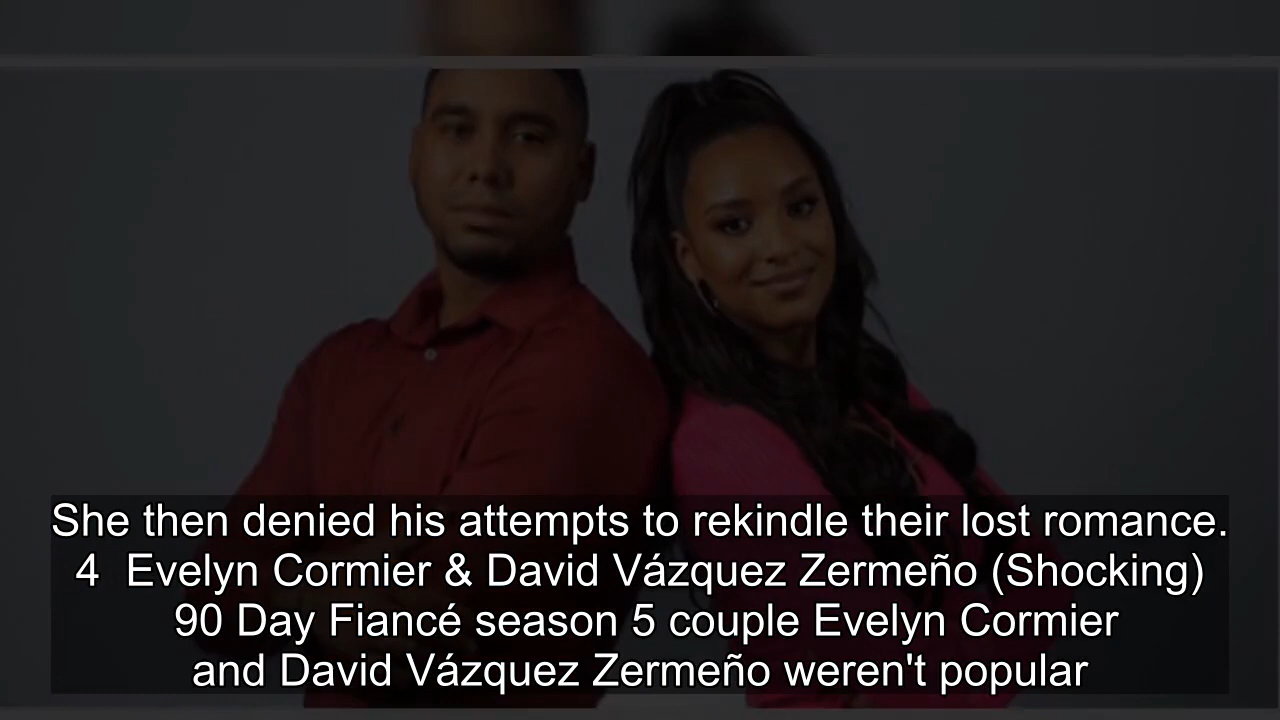 She then denied his attempts to rekindle their lost romance.
4  Evelyn Cormier & David Vázquez Zermeño (Shocking)
90 Day Fiancé season 5 couple Evelyn Cormier
and David Vázquez Zermeño weren't popular